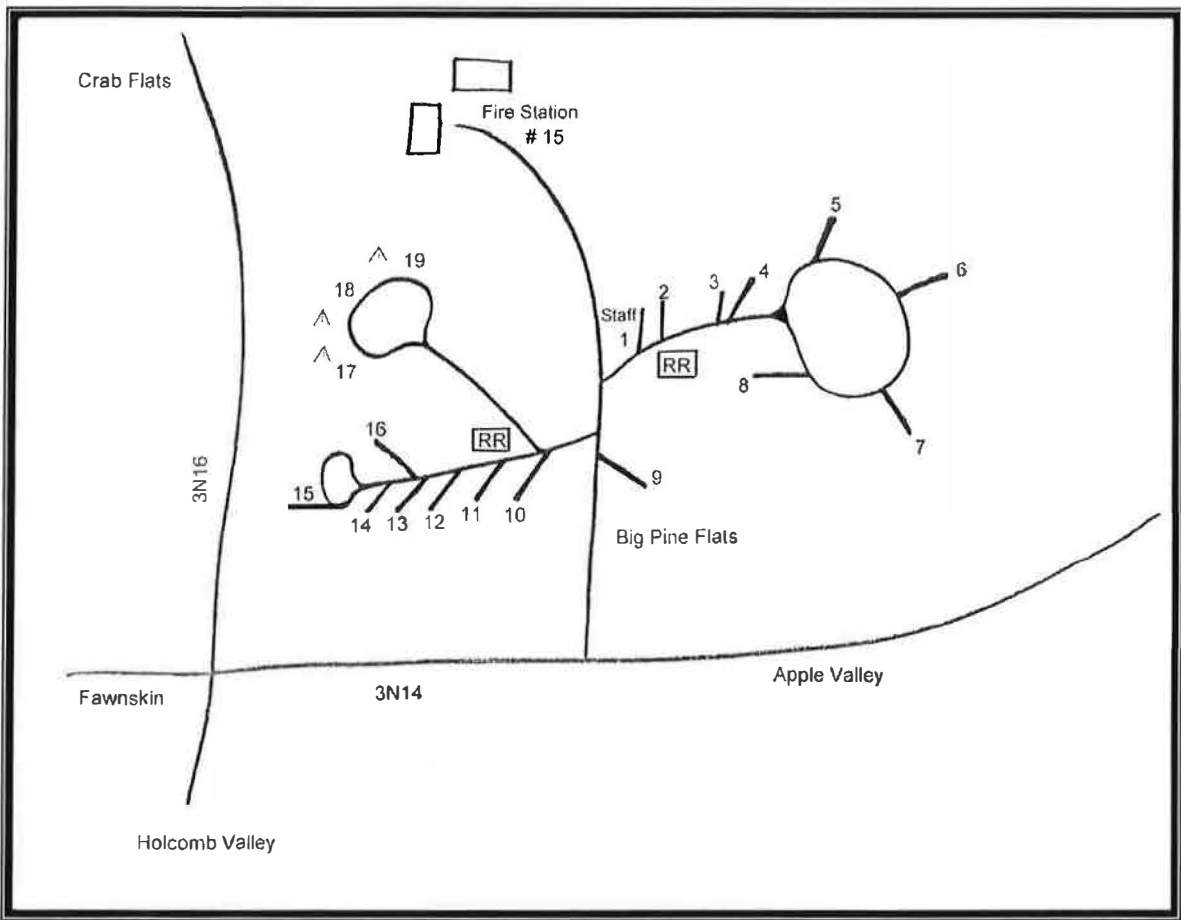 Crab Flats
Fire Station
# 15
5
19
6
4
3
2
18
Staff
1
RR
17
8
7
16
RR
9
3N16
15
14
13
12
11
10
Big Pine Flats
Apple Valley
3N14
Fawnskin
Holcomb Valley